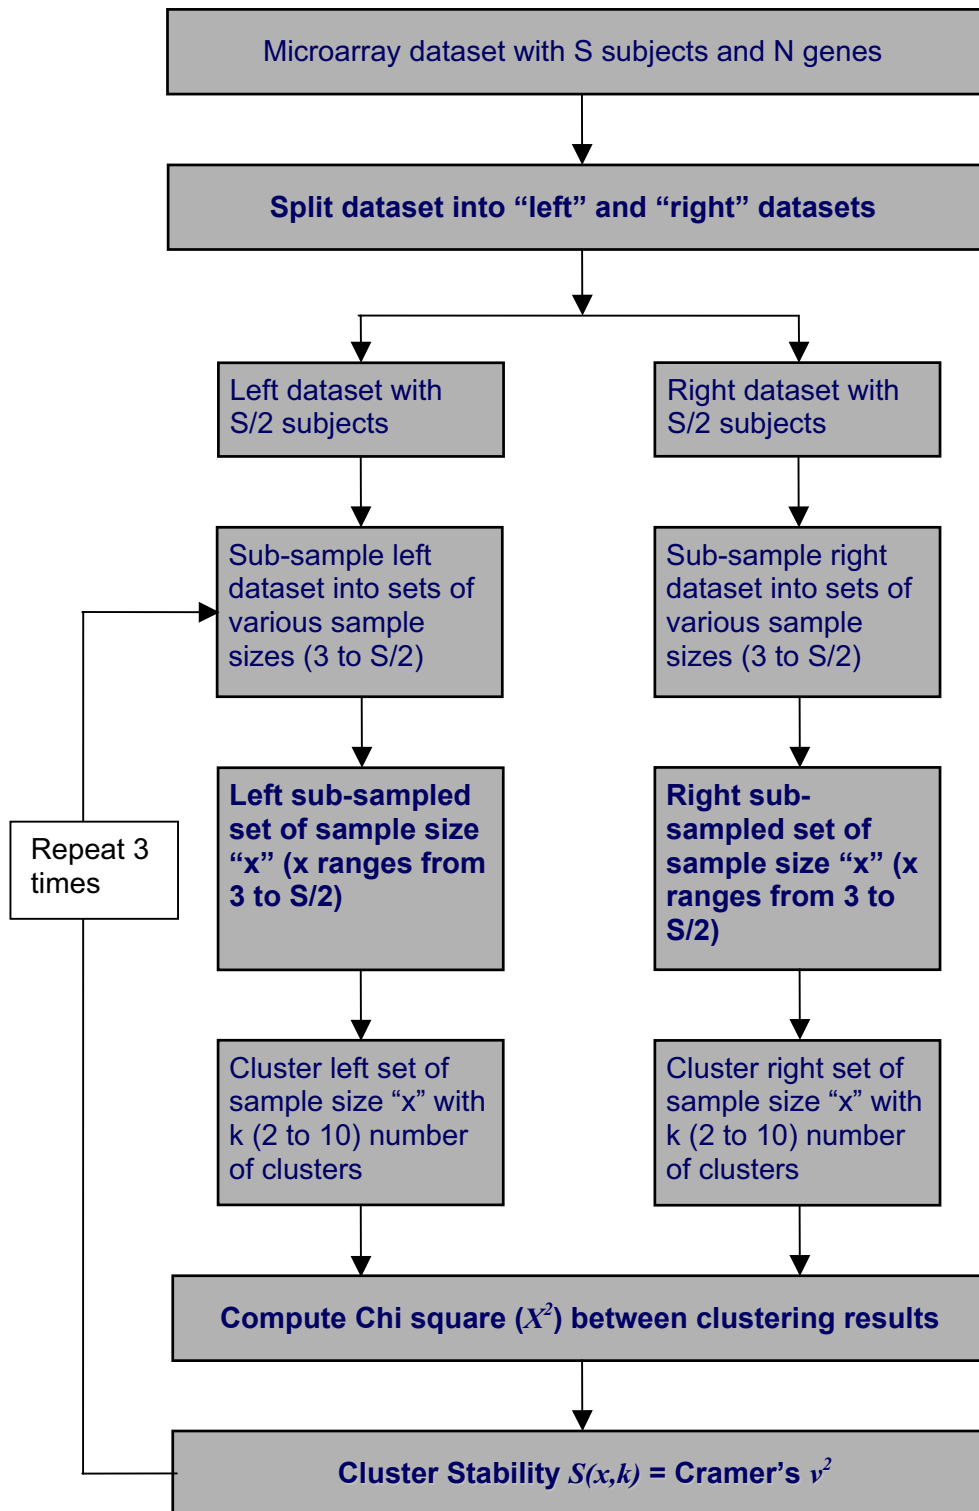 Microarray dataset with S subjects and N genes
Split dataset into “left” and “right” datasets
Left dataset with
S/2 subjects
Right dataset with
S/2 subjects
Sub-sample left
dataset into sets of
various sample
sizes (3 to S/2)
Sub-sample right
dataset into sets of
various sample
sizes (3 to S/2)
Left sub-sampled
set of sample size
“x” (x ranges from
3 to S/2)
Right sub-
sampled set of
sample size “x” (x
ranges from 3 to
S/2)
Repeat 3
times
Cluster left set of
sample size “x” with
k (2 to 10) number
of clusters
Cluster right set of
sample size “x” with
k (2 to 10) number
of clusters
Compute Chi square (X²) between clustering results
Cluster Stability S(x,k) = Cramer’s v²